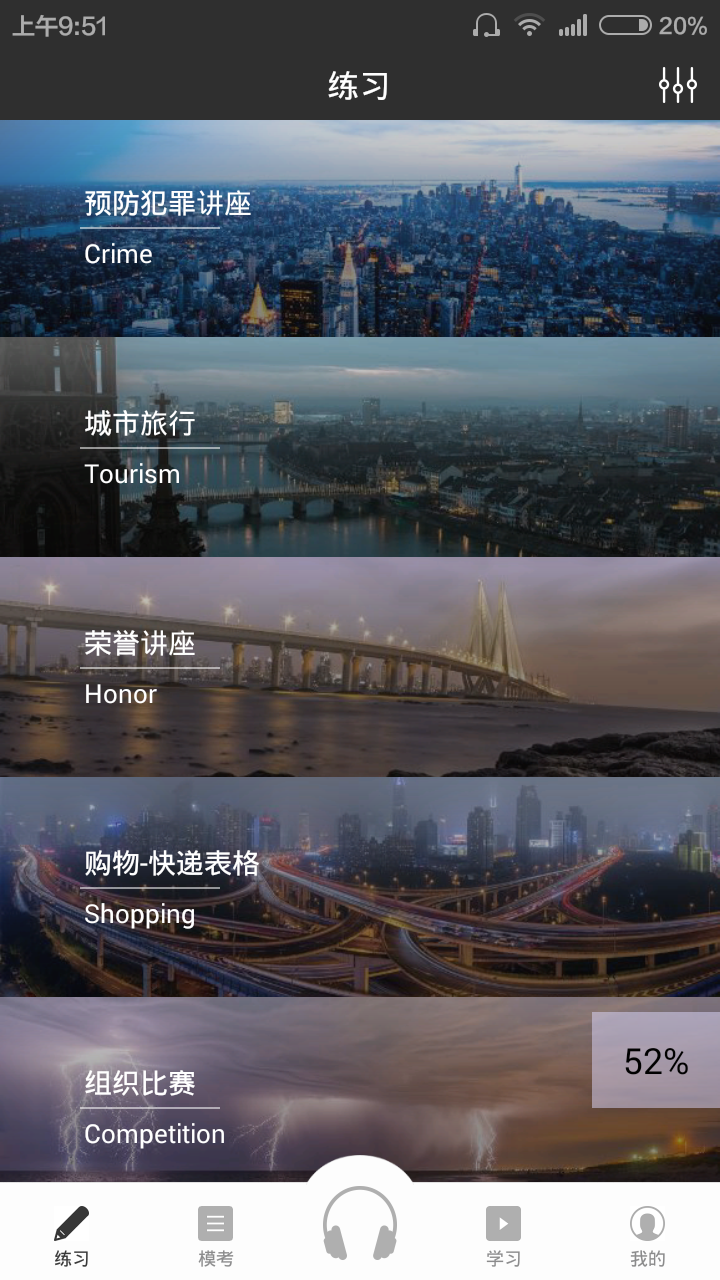 上午9:51
20%
练习
预防犯罪讲座
Crime
城市旅行
Tourism
荣誉讲座
Honor
购物-快递表格
Shopping
组织比赛
Competition
52%
练习
模考
学习
我的